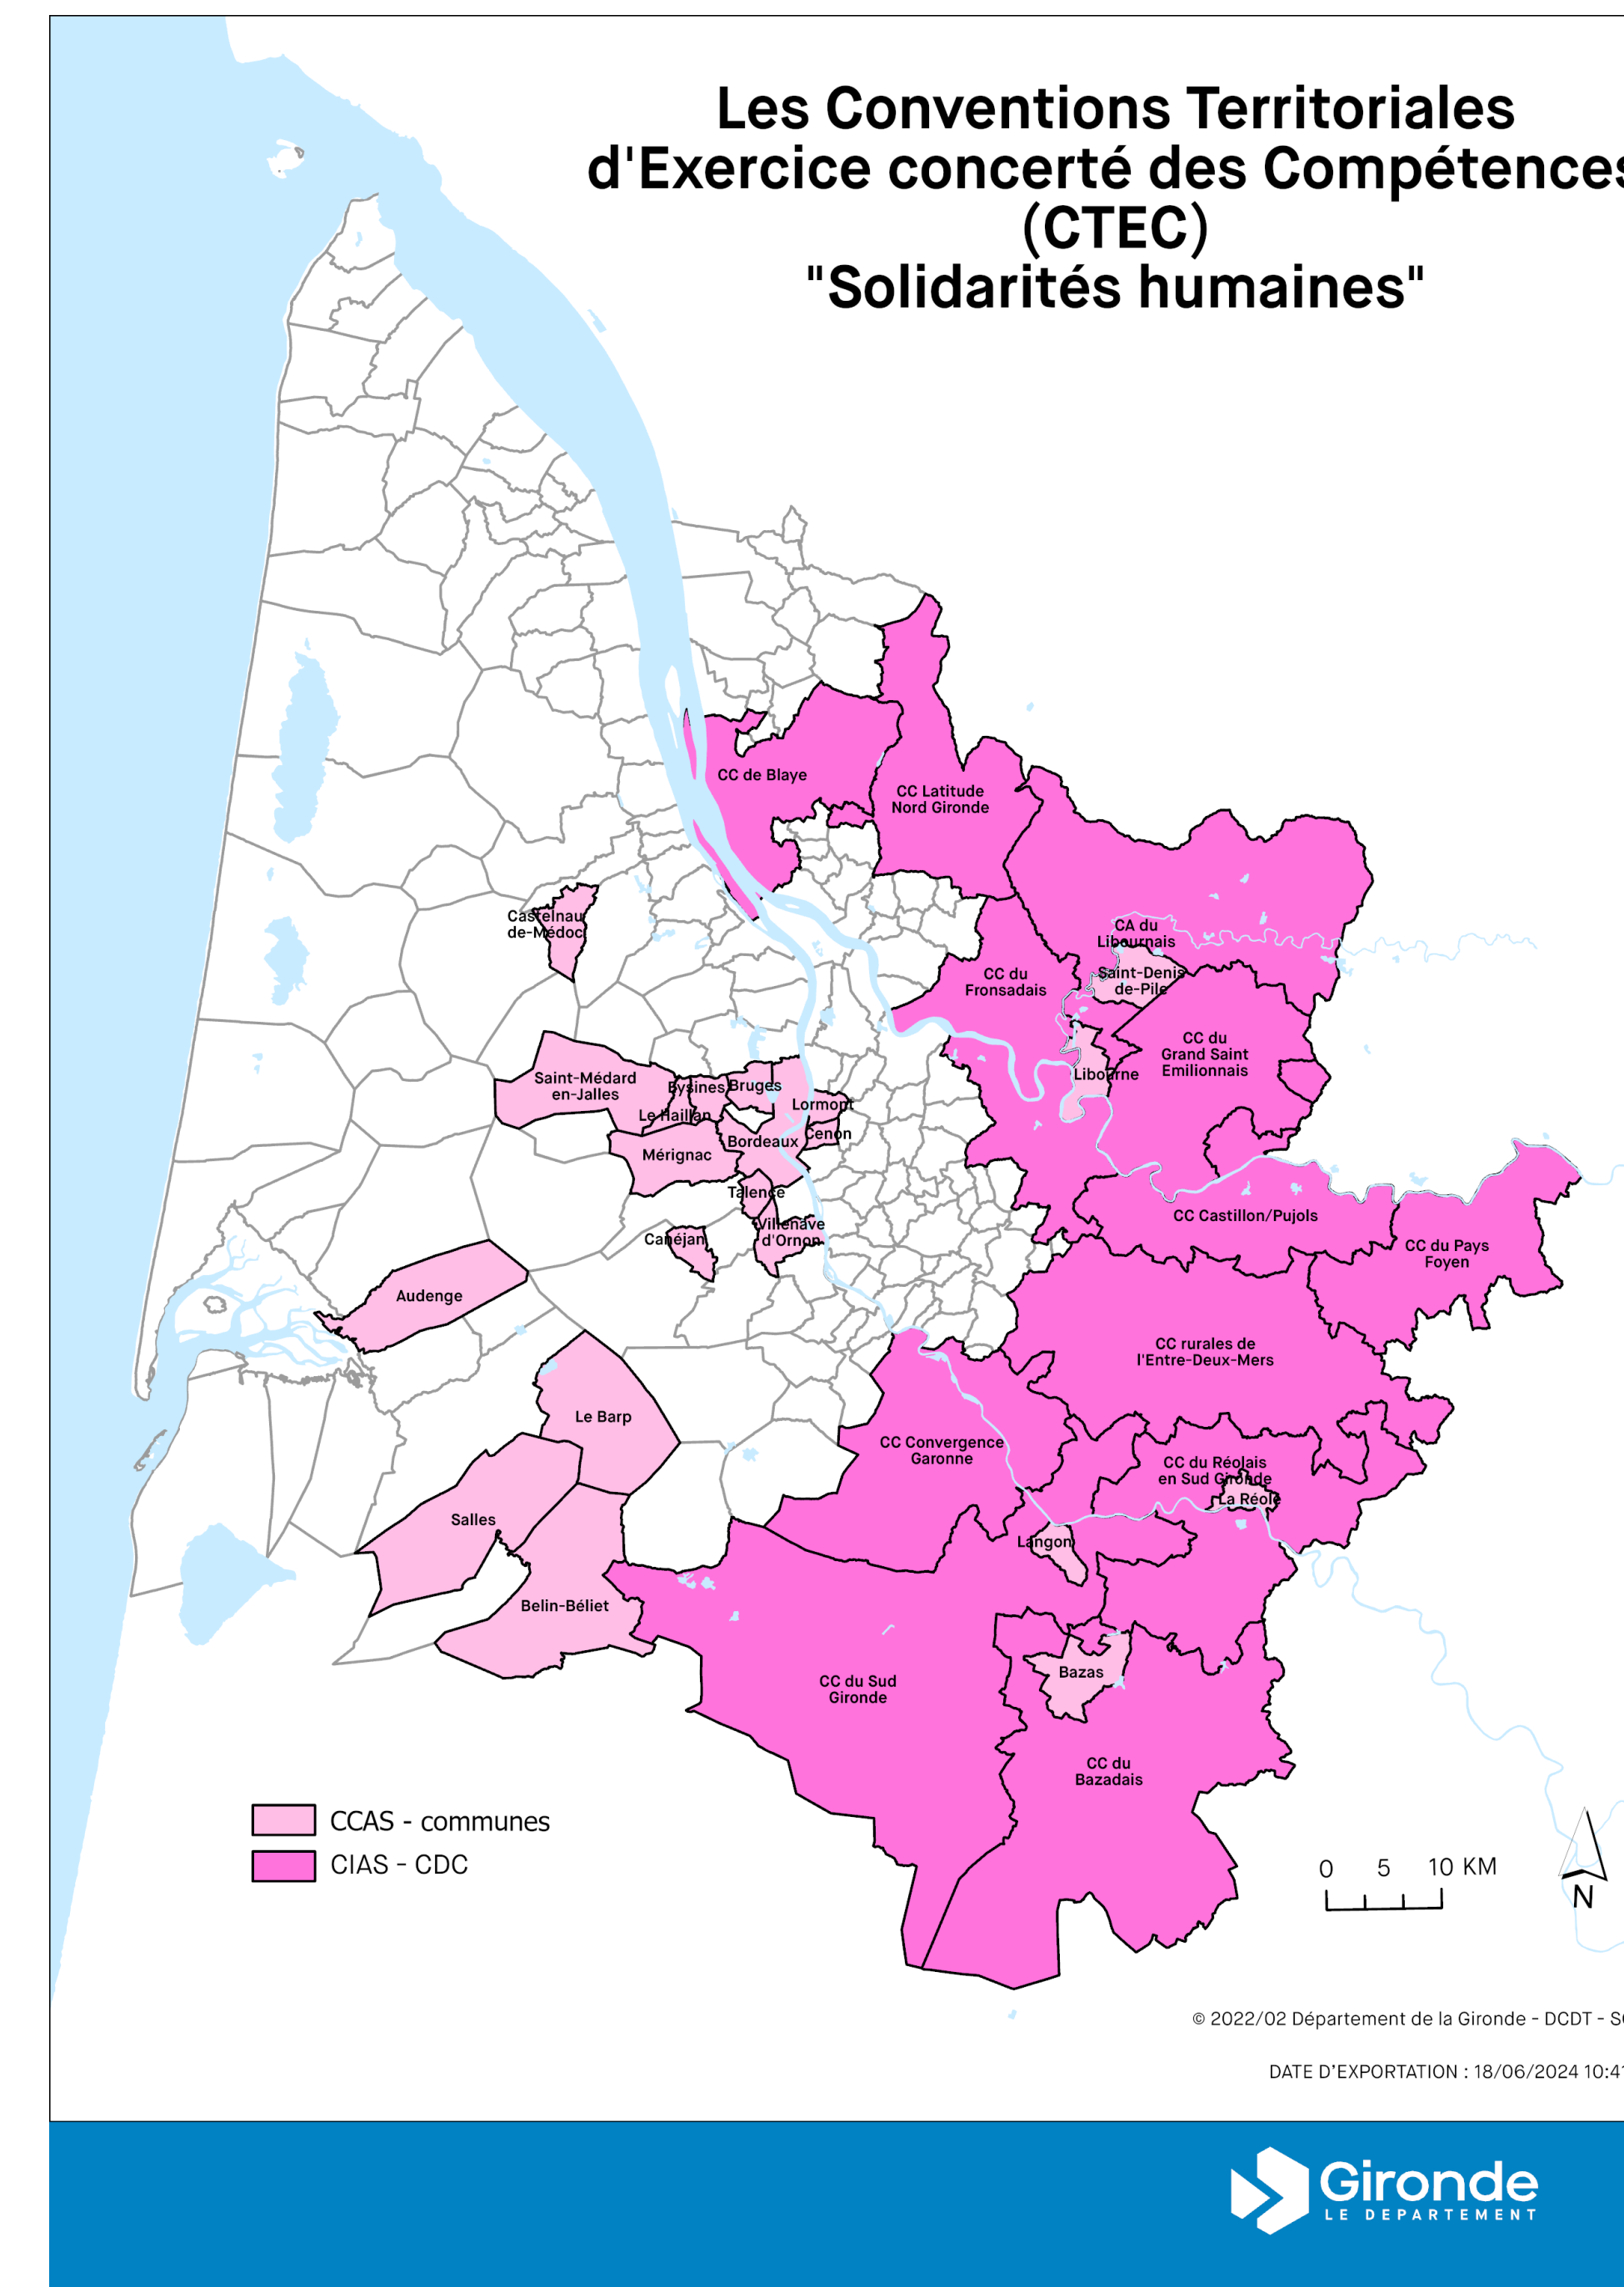 Les Conventions Territoriales
d'Exercice concerté des Compétences
(CTEC)
"Solidarités humaines"
CC de Blaye
CC Latitude
Nord Gironde
Castelnau
de-Médoc
CA du
Libournais
CC du
Fronsadais
Saint-Denis
de-Pile
CC du
Grand Saint
Emilionnais
Libourne
Saint-Médard
en-Jalles
Eysines
Bruges
Le Haillan
Lormont
Cenon
Bordeaux
Mérignac
Talence
Villenave
d'Ornon
Canéjan
CC Castillon/Pujols
CC du Pays
Foyen
Audenge
CC rurales de
l'Entre-Deux-Mers
Le Barp
CC Convergence
Garonne
CC du Réolais
en Sud Gironde
La Réole
Salles
Langon
Belin-Béliet
Bazas
CC du Sud
Gironde
CC du
Bazadais
CCAS - communes
CIAS - CDC
0 5 10 KM
N
© 2022/02 Département de la Gironde - DCDT - S
DATE D'EXPORTATION : 18/06/2024 10:41
Gironde
LE DEPARTEMENT